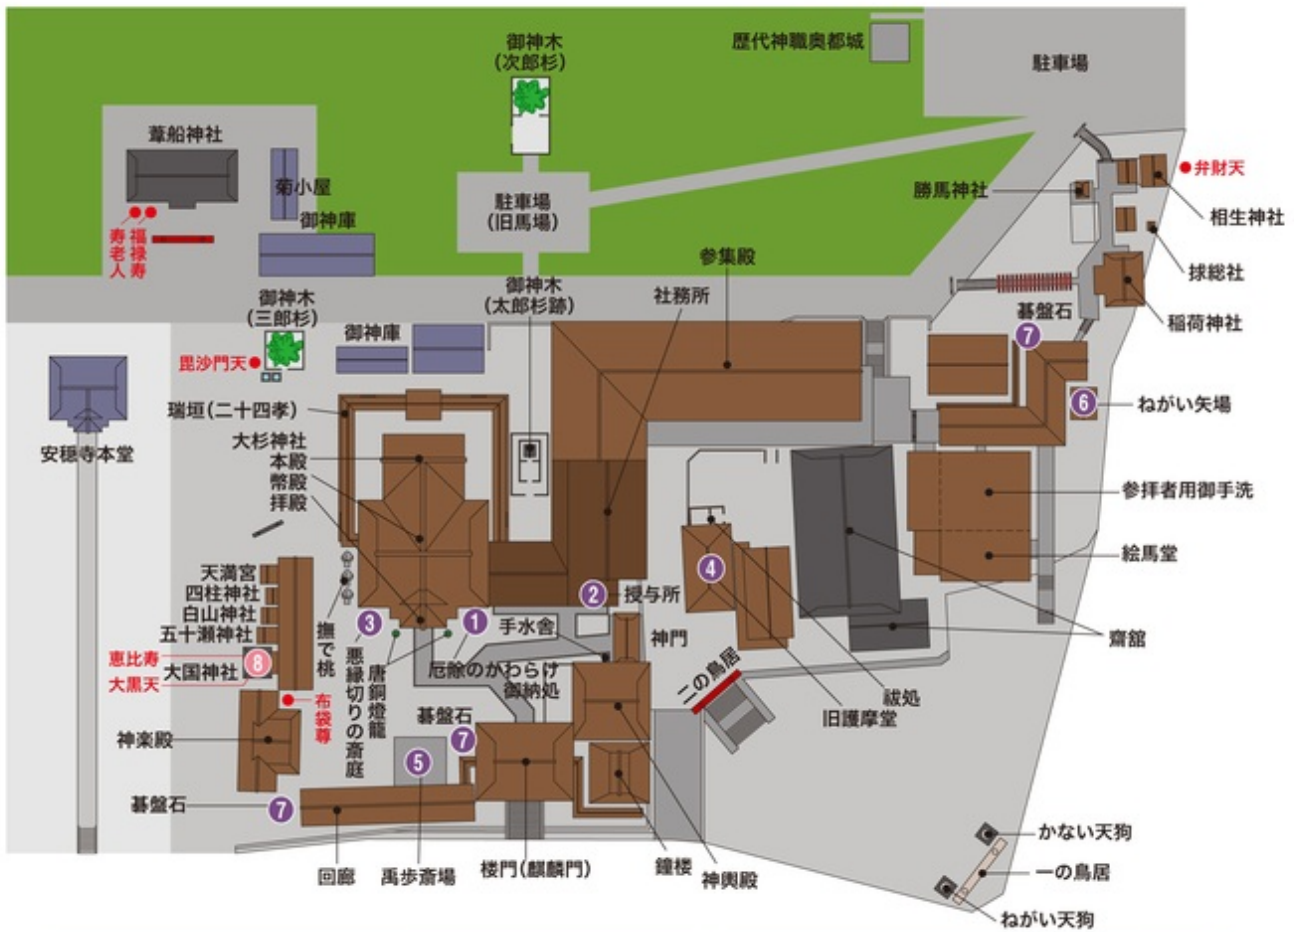 御神木
(次郎杉)
歴代神職奥都城
駐車場
葦船神社
菊小屋
御神庫
寿老人
福禄寿
駐車場
(旧馬場)
勝馬神社
弁財天
相生神社
球総社
稲荷神社
参集殿
社務所
御神木
(太郎杉跡)
御神木
(三郎杉)
御神庫
毘沙門天
碁盤石
7
6
ねがい矢場
瑞垣(二十四孝)
大杉神社
本殿
幣殿
拝殿
安穏寺本堂
参拝者用御手洗
絵馬堂
天満宮
四柱神社
白山神社
五十瀬神社
恵比寿
大国神社
大黒天
8
布袋尊
撫で桃
3
悪縁切りの斎庭
唐銅燈籠
1
厄除のかわらけ
御納処
2
授与所
手水舎
神門
4
二の鳥居
祓処
旧護摩堂
齋舘
神楽殿
碁盤石
7
碁盤石
7
5
回廊
禹歩斎場
楼門(麒麟門)
鐘楼
神輿殿
かない天狗
一の鳥居
ねがい天狗